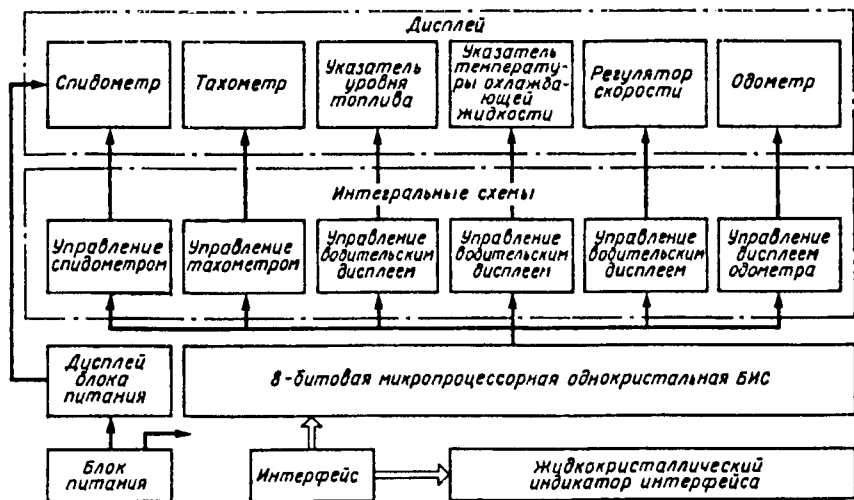 Дисплей
Спидометр
Тахометр
Указатель
уровня
топлива
Указатель
температу-
ры охлажда-
ющей
жидкости
Регулятор
скорости
Одометр
Интегральные схемы
Управление
спидометром
Управление
тахометром
Управление
водительским
дисплеем
Управление
водительским
дисплеем
Управление
водительским
дисплеем
Управление
дисплеем
одометра
Дисплей
блока
питания
8-битовая микропроцессорная однокристальная БИС
Блок
питания
Интерфейс
Жидкокристаллический
индикатор интерфейса